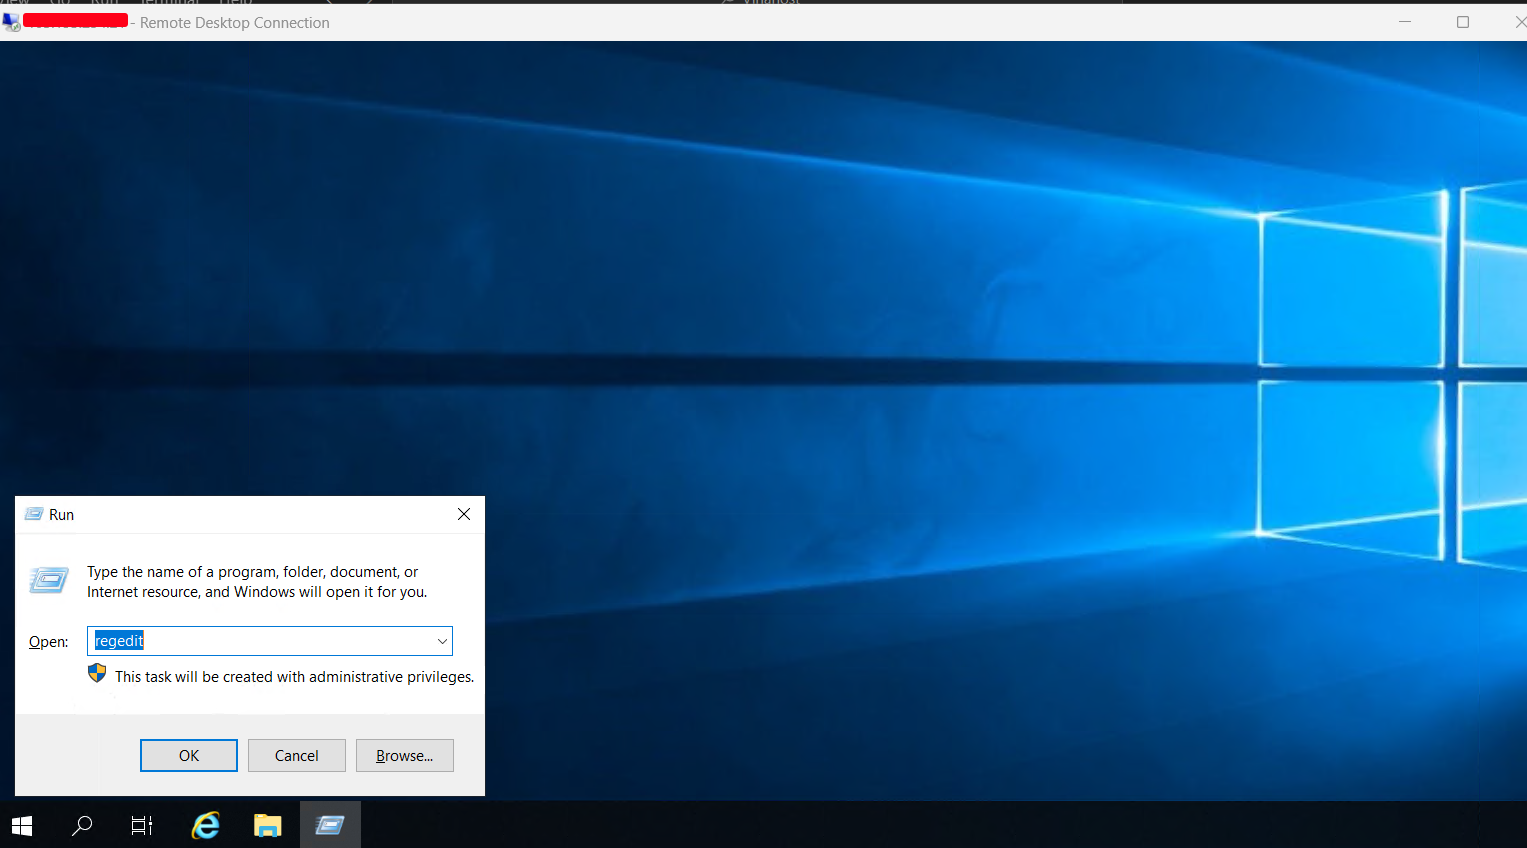 - Remote Desktop Connection
Run
Type the name of a program, folder, document, or
Internet resource, and Windows will open it for you.
Open:
regedit
This task will be created with administrative privileges.
OK
Cancel
Browse...